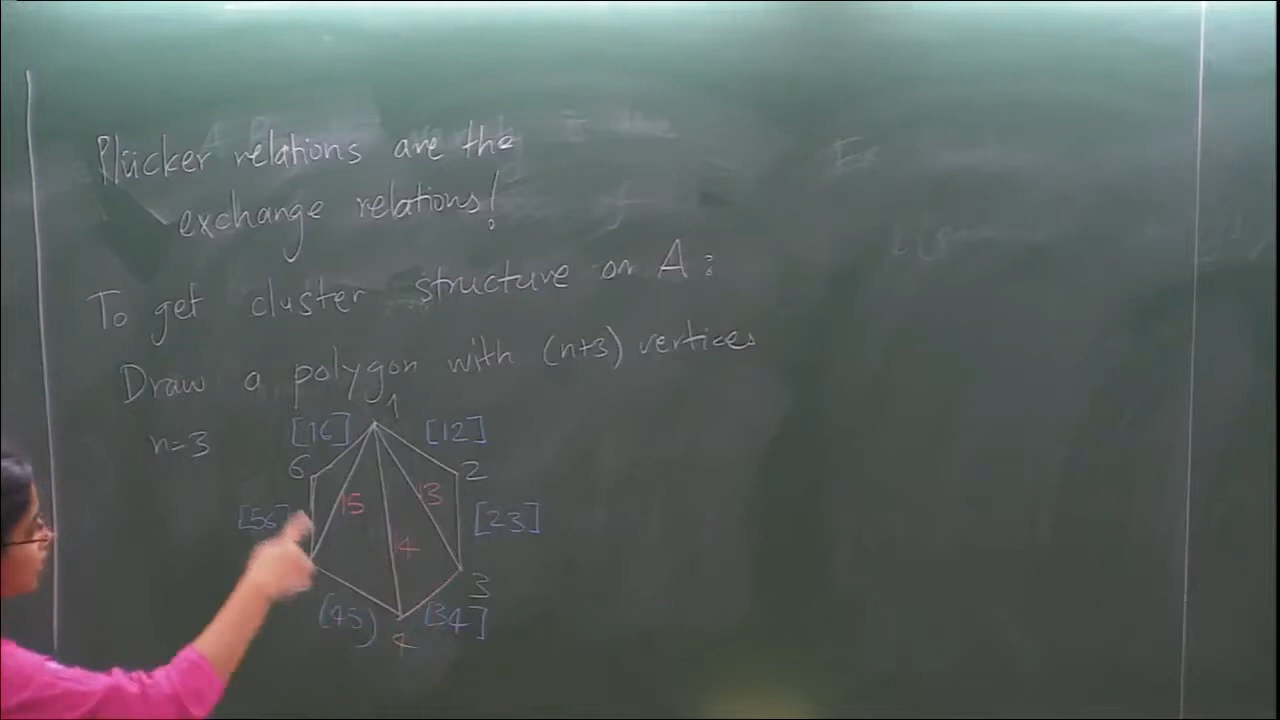 Plücker relations are the
exchange relations!
To get cluster structure on A:
Draw a polygon with (n+3) vertices
n=3
1
[16] [12]
6 2
15 13
[56] [23]
14
3
[45) [34]
4